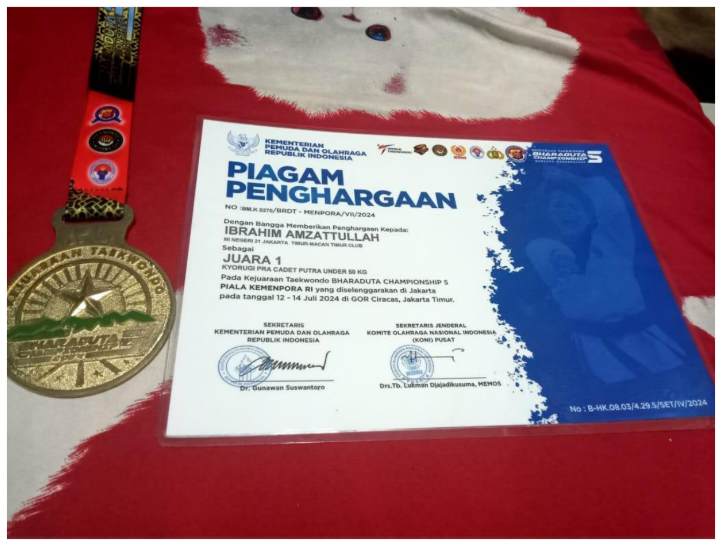 KEJUARAAN TAEKWONDO
BHARADUTA
KEMENTERIAN
PEMUDA DAN OLAHRAGA
REPUBLIK INDONESIA
BHARADUTA
CHAMPIONSHIP 5
PIAGAM
PENGHARGAAN
NO :BM.K 0276/BRDT - MENPORA/VII/2024
Dengan Bangga Memberikan Penghargaan Kepada:
IBRAHIM AMZATTULLAH
SD NEGERI 21 JAKARTA TIMUR/MACAN TIMUR CLUB
Sebagai
JUARA 1
KYORUGI PRA CADET PUTRA UNDER 50 KG
Pada Kejuaraan Taekwondo BHARADUTA CHAMPIONSHIP 5
PIALA KEMENPORA RI yang diselenggarakan di Jakarta
pada tanggal 12 - 14 Juli 2024 di GOR Ciracas, Jakarta Timur.
SEKRETARIS
KEMENTERIAN PEMUDA DAN OLAHRAGA
REPUBLIK INDONESIA
Dr. Gunawan Suswantoro
SEKRETARIS JENDERAL
KOMITE OLAHRAGA NASIONAL INDONESIA
(KONI) PUSAT
Drs.Tb. Lukman Djajadikusuma, MEMOS
No : B-HK.08.03/4.29.5/SET/IV/2024